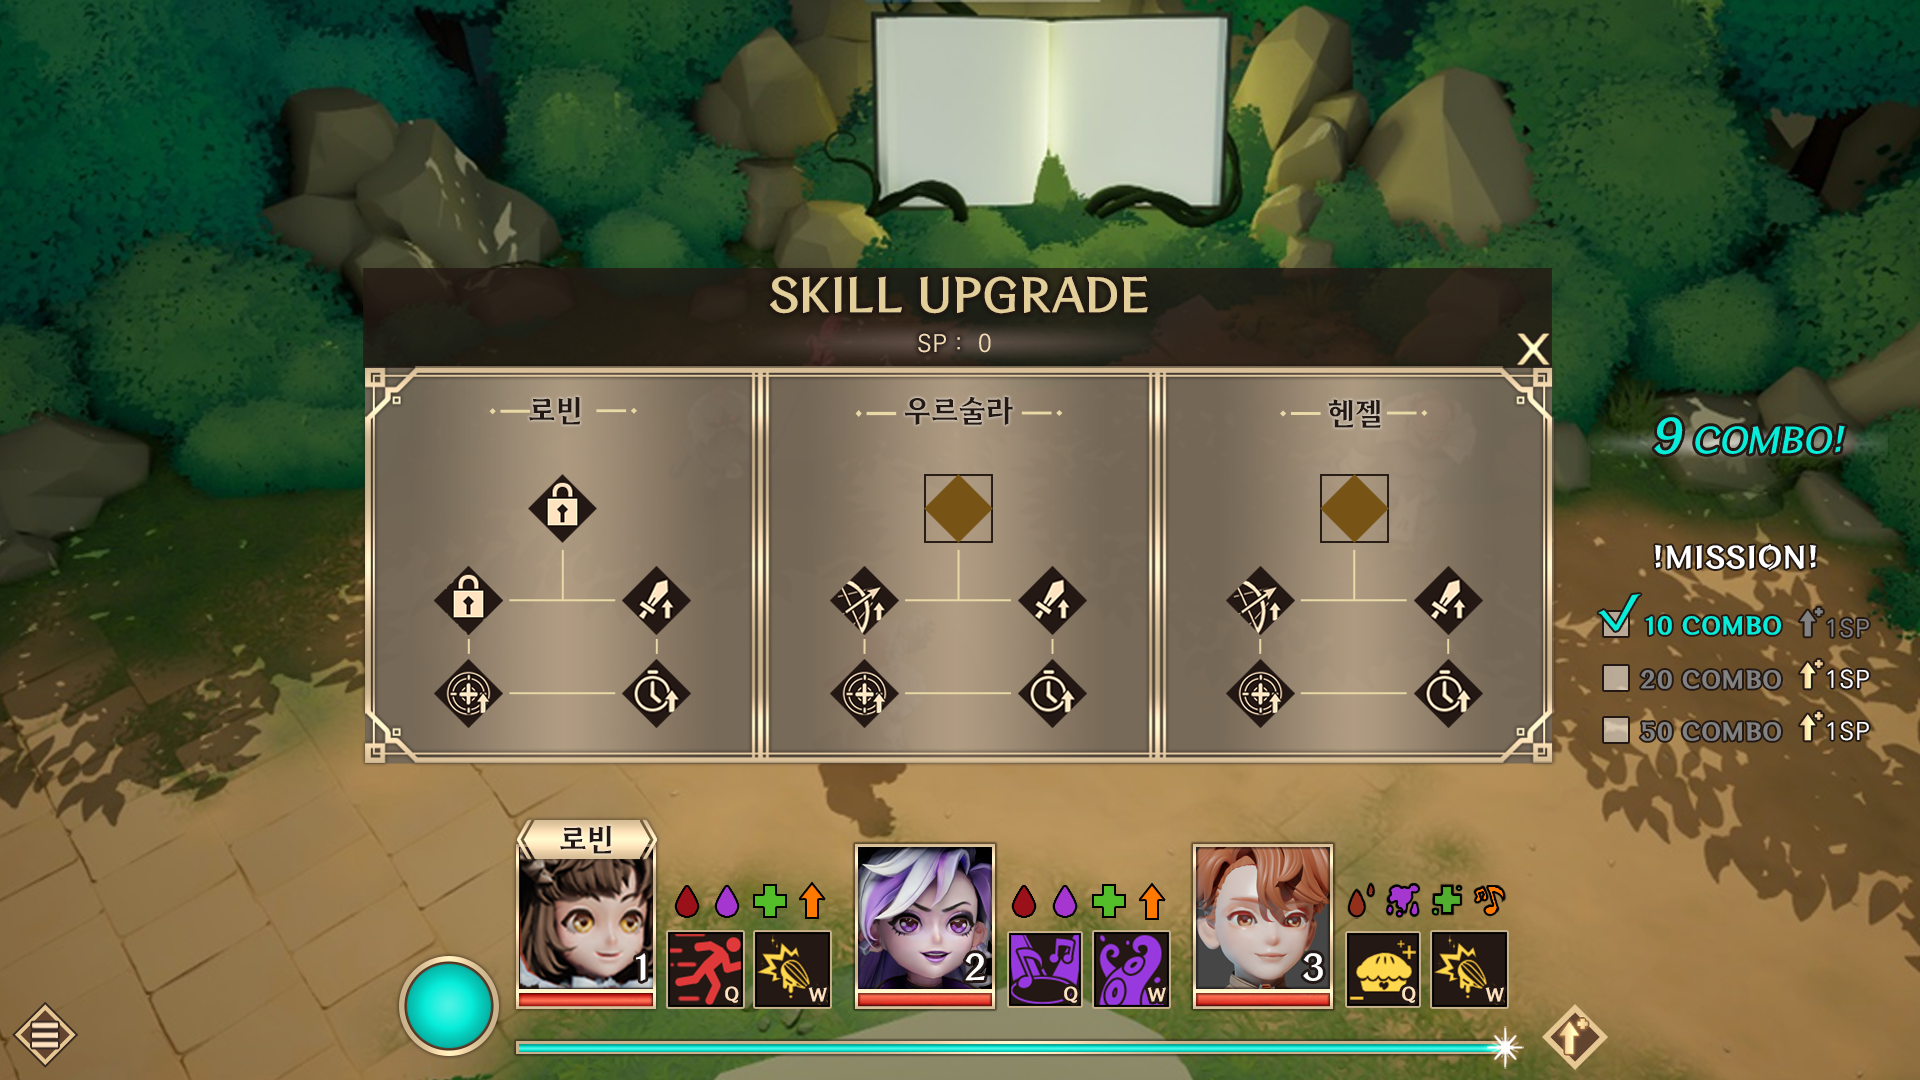 SKILL UPGRADE
SP : 0
X
로빈
우르술라
헨젤
9 COMBO!
!MISSION!
10 COMBO 1SP
20 COMBO 1SP
50 COMBO 1SP
로빈
1 Q W
2 Q W
3 Q W